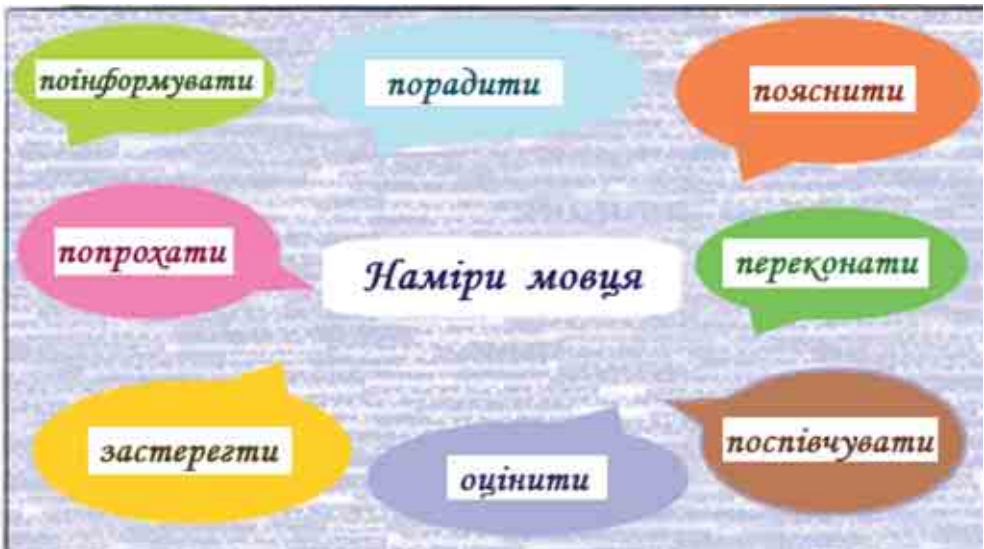 поінформувати
порадити
пояснити
попрохати
Наміри мовця
переконати
застерегти
оцінити
поспівчувати